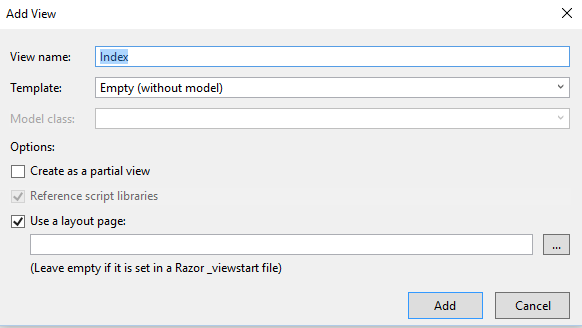 Add View
View name: Index
Template: Empty (without model)
Model class:
Options:
Create as a partial view
Reference script libraries
Use a layout page:
...
(Leave empty if it is set in a Razor _viewstart file)
Add Cancel